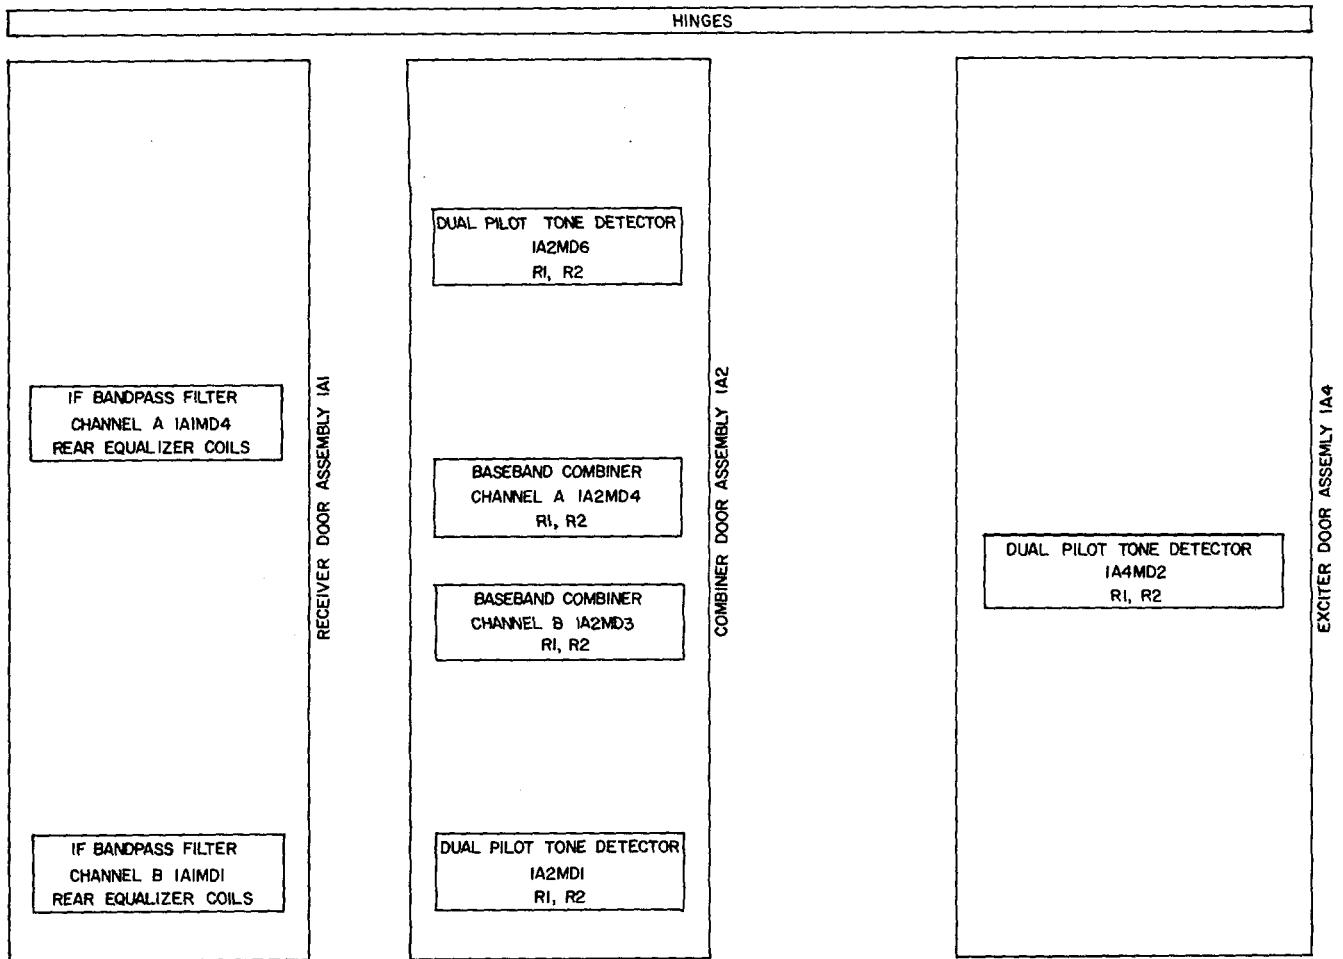 HINGES
DUAL PILOT TONE DETECTOR
1A2MD6
R1, R2
IF BANDPASS FILTER
CHANNEL A 1A1MD4
REAR EQUALIZER COILS
RECEIVER DOOR ASSEMBLY 1A1
BASEBAND COMBINER
CHANNEL A 1A2MD4
R1, R2
BASEBAND COMBINER
CHANNEL B 1A2MD3
R1, R2
COMBINER DOOR ASSEMBLY 1A2
DUAL PILOT TONE DETECTOR
1A4MD2
R1, R2
EXCITER DOOR ASSEMLY 1A4
IF BANDPASS FILTER
CHANNEL B 1A1MD1
REAR EQUALIZER COILS
DUAL PILOT TONE DETECTOR
1A2MD1
R1, R2